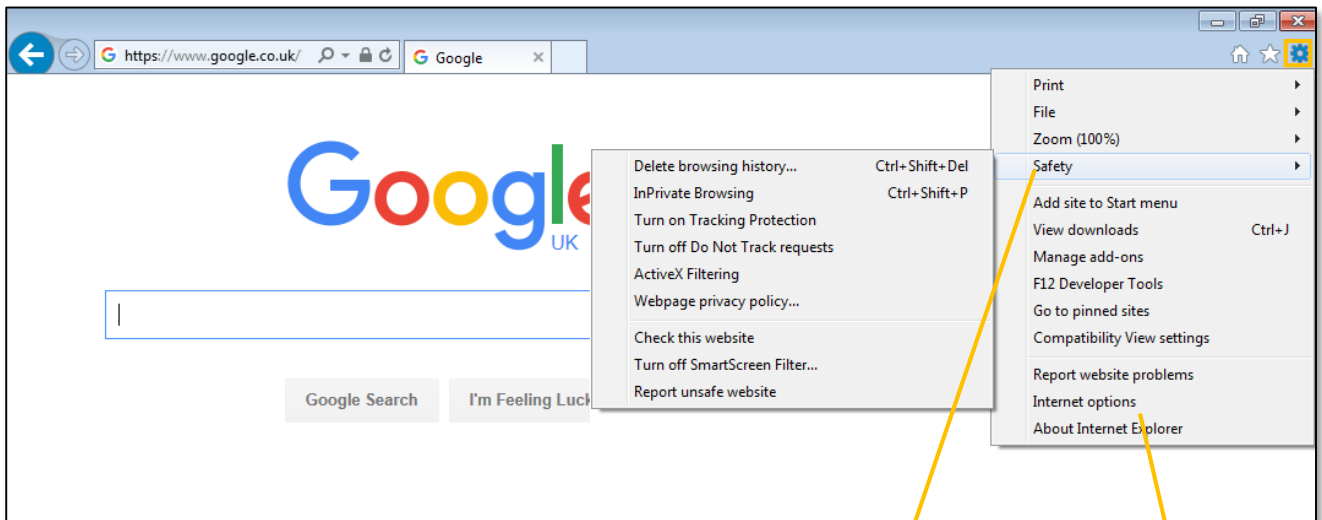 https://www.google.co.uk/
Google
Print
File
Zoom (100%)
Safety
Add site to Start menu
View downloads Ctrl+J
Manage add-ons
F12 Developer Tools
Go to pinned sites
Compatibility View settings
Report website problems
Internet options
About Internet Explorer
Delete browsing history... Ctrl+Shift+Del
InPrivate Browsing Ctrl+Shift+P
Turn on Tracking Protection
Turn off Do Not Track requests
ActiveX Filtering
Webpage privacy policy...
Check this website
Turn off SmartScreen Filter...
Report unsafe website
Google
UK
Google Search
I'm Feeling Luck